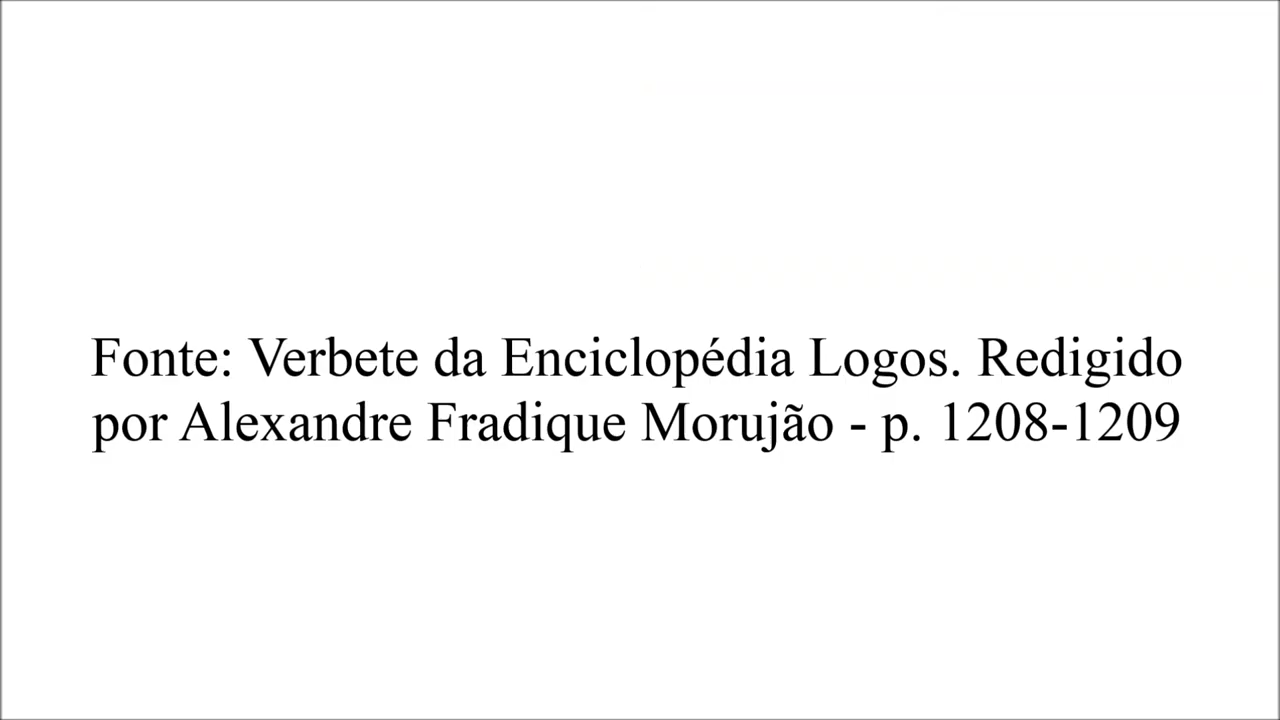 Fonte: Verbete da Enciclopédia Logos. Redigido
por Alexandre Fradique Morujão - p. 1208-1209